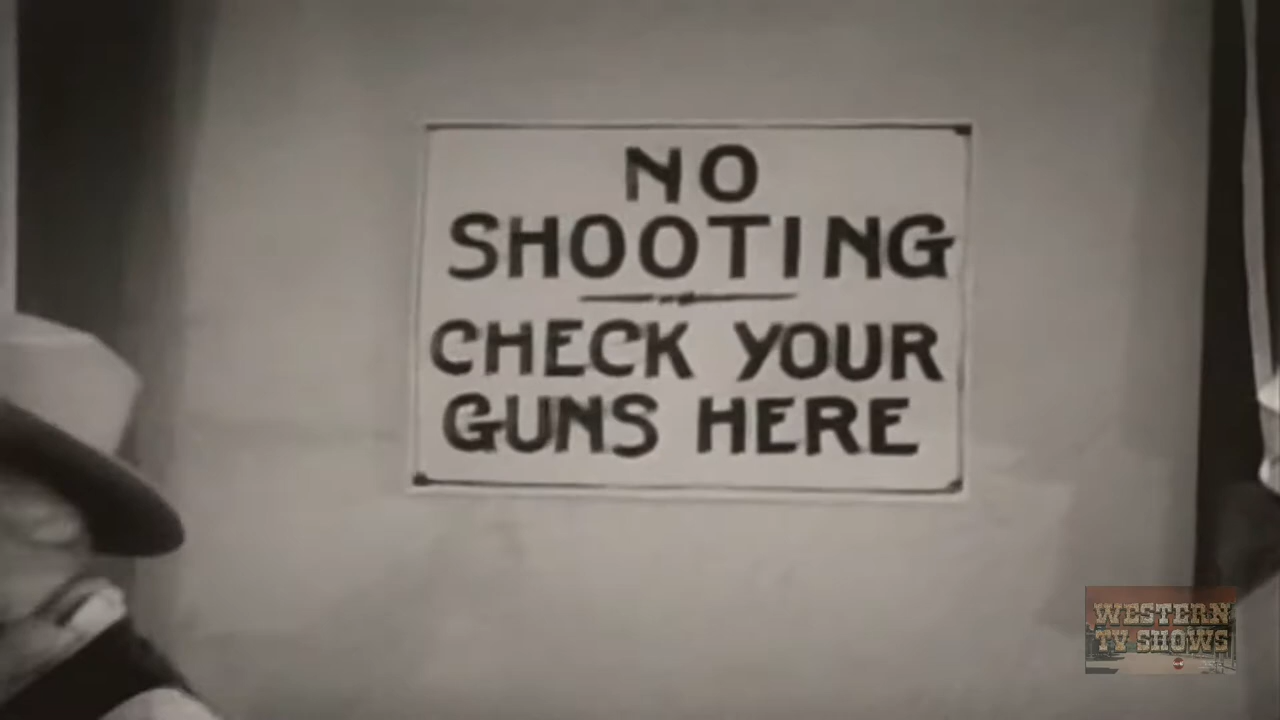 NO
SHOOTING
CHECK YOUR
GUNS HERE
WESTERN
TV SHOWS